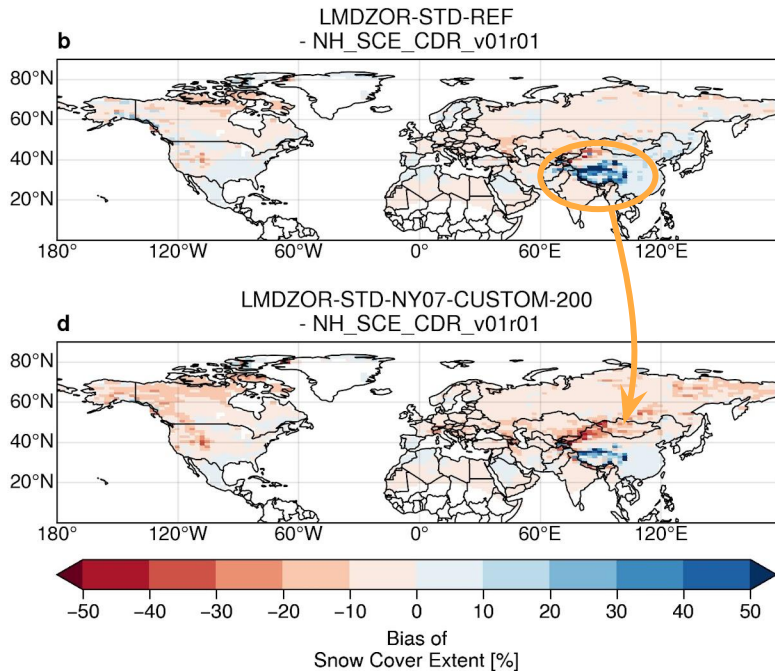 LMDZOR-STD-REF
b - NH_SCE_CDR_v01r01
80°N
60°N
40°N
20°N
180° 120°W 60°W 0° 60°E 120°E
LMDZOR-STD-NY07-CUSTOM-200
d - NH_SCE_CDR_v01r01
80°N
60°N
40°N
20°N
180° 120°W 60°W 0° 60°E 120°E
−50 −40 −30 −20 −10 0 10 20 30 40 50
Bias of
Snow Cover Extent [%]